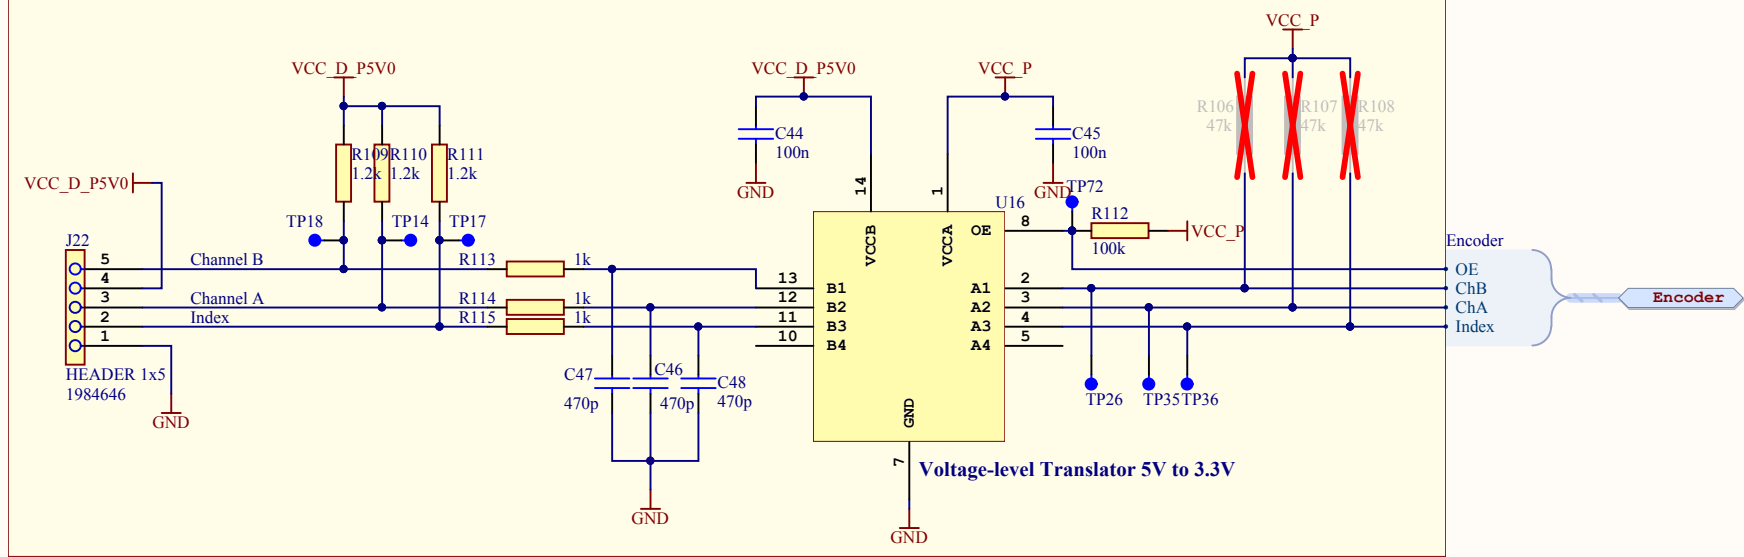 VCC_P
VCC_D_P5V0
VCC_D_P5V0
VCC_P
R106
47k
R107
47k
R108
47k
C44
100n
C45
100n
R109
1.2k
R110
1.2k
R111
1.2k
VCC_D_P5V0
GND
GND
TP72
14
1
U16
TP18
TP14
TP17
R112
100k
VCC_P
8
OE
VCCB
VCCA
J22
5
4
3
2
1
Channel B
Channel A
Index
R113
1k
R114
1k
R115
1k
13
B1
12
B2
11
B3
10
B4
A1
2
A2
3
A3
4
A4
5
Encoder
OE
ChB
ChA
Index
Encoder
HEADER 1x5
1984646
GND
C47
470p
C46
470p
C48
470p
TP26
TP35
TP36
GND
7
Voltage-level Translator 5V to 3.3V
GND
GND